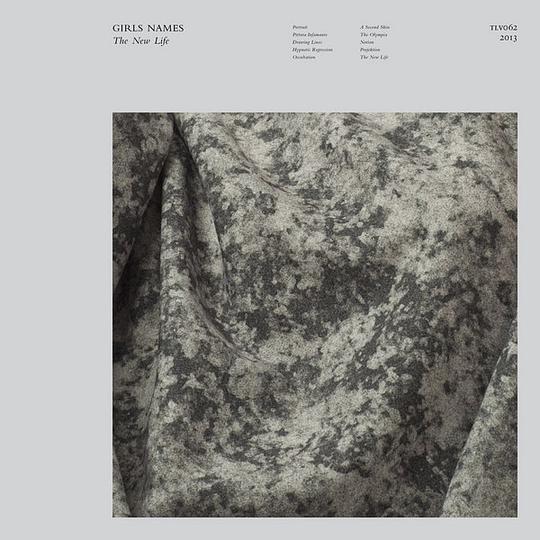 GIRLS NAMES
The New Life
Portrait
Pittura Infamante
Drawing Lines
Hypnotic Regression
Occultation
A Second Skin
The Olympia
Notion
Projektion
The New Life
TLV062
2013